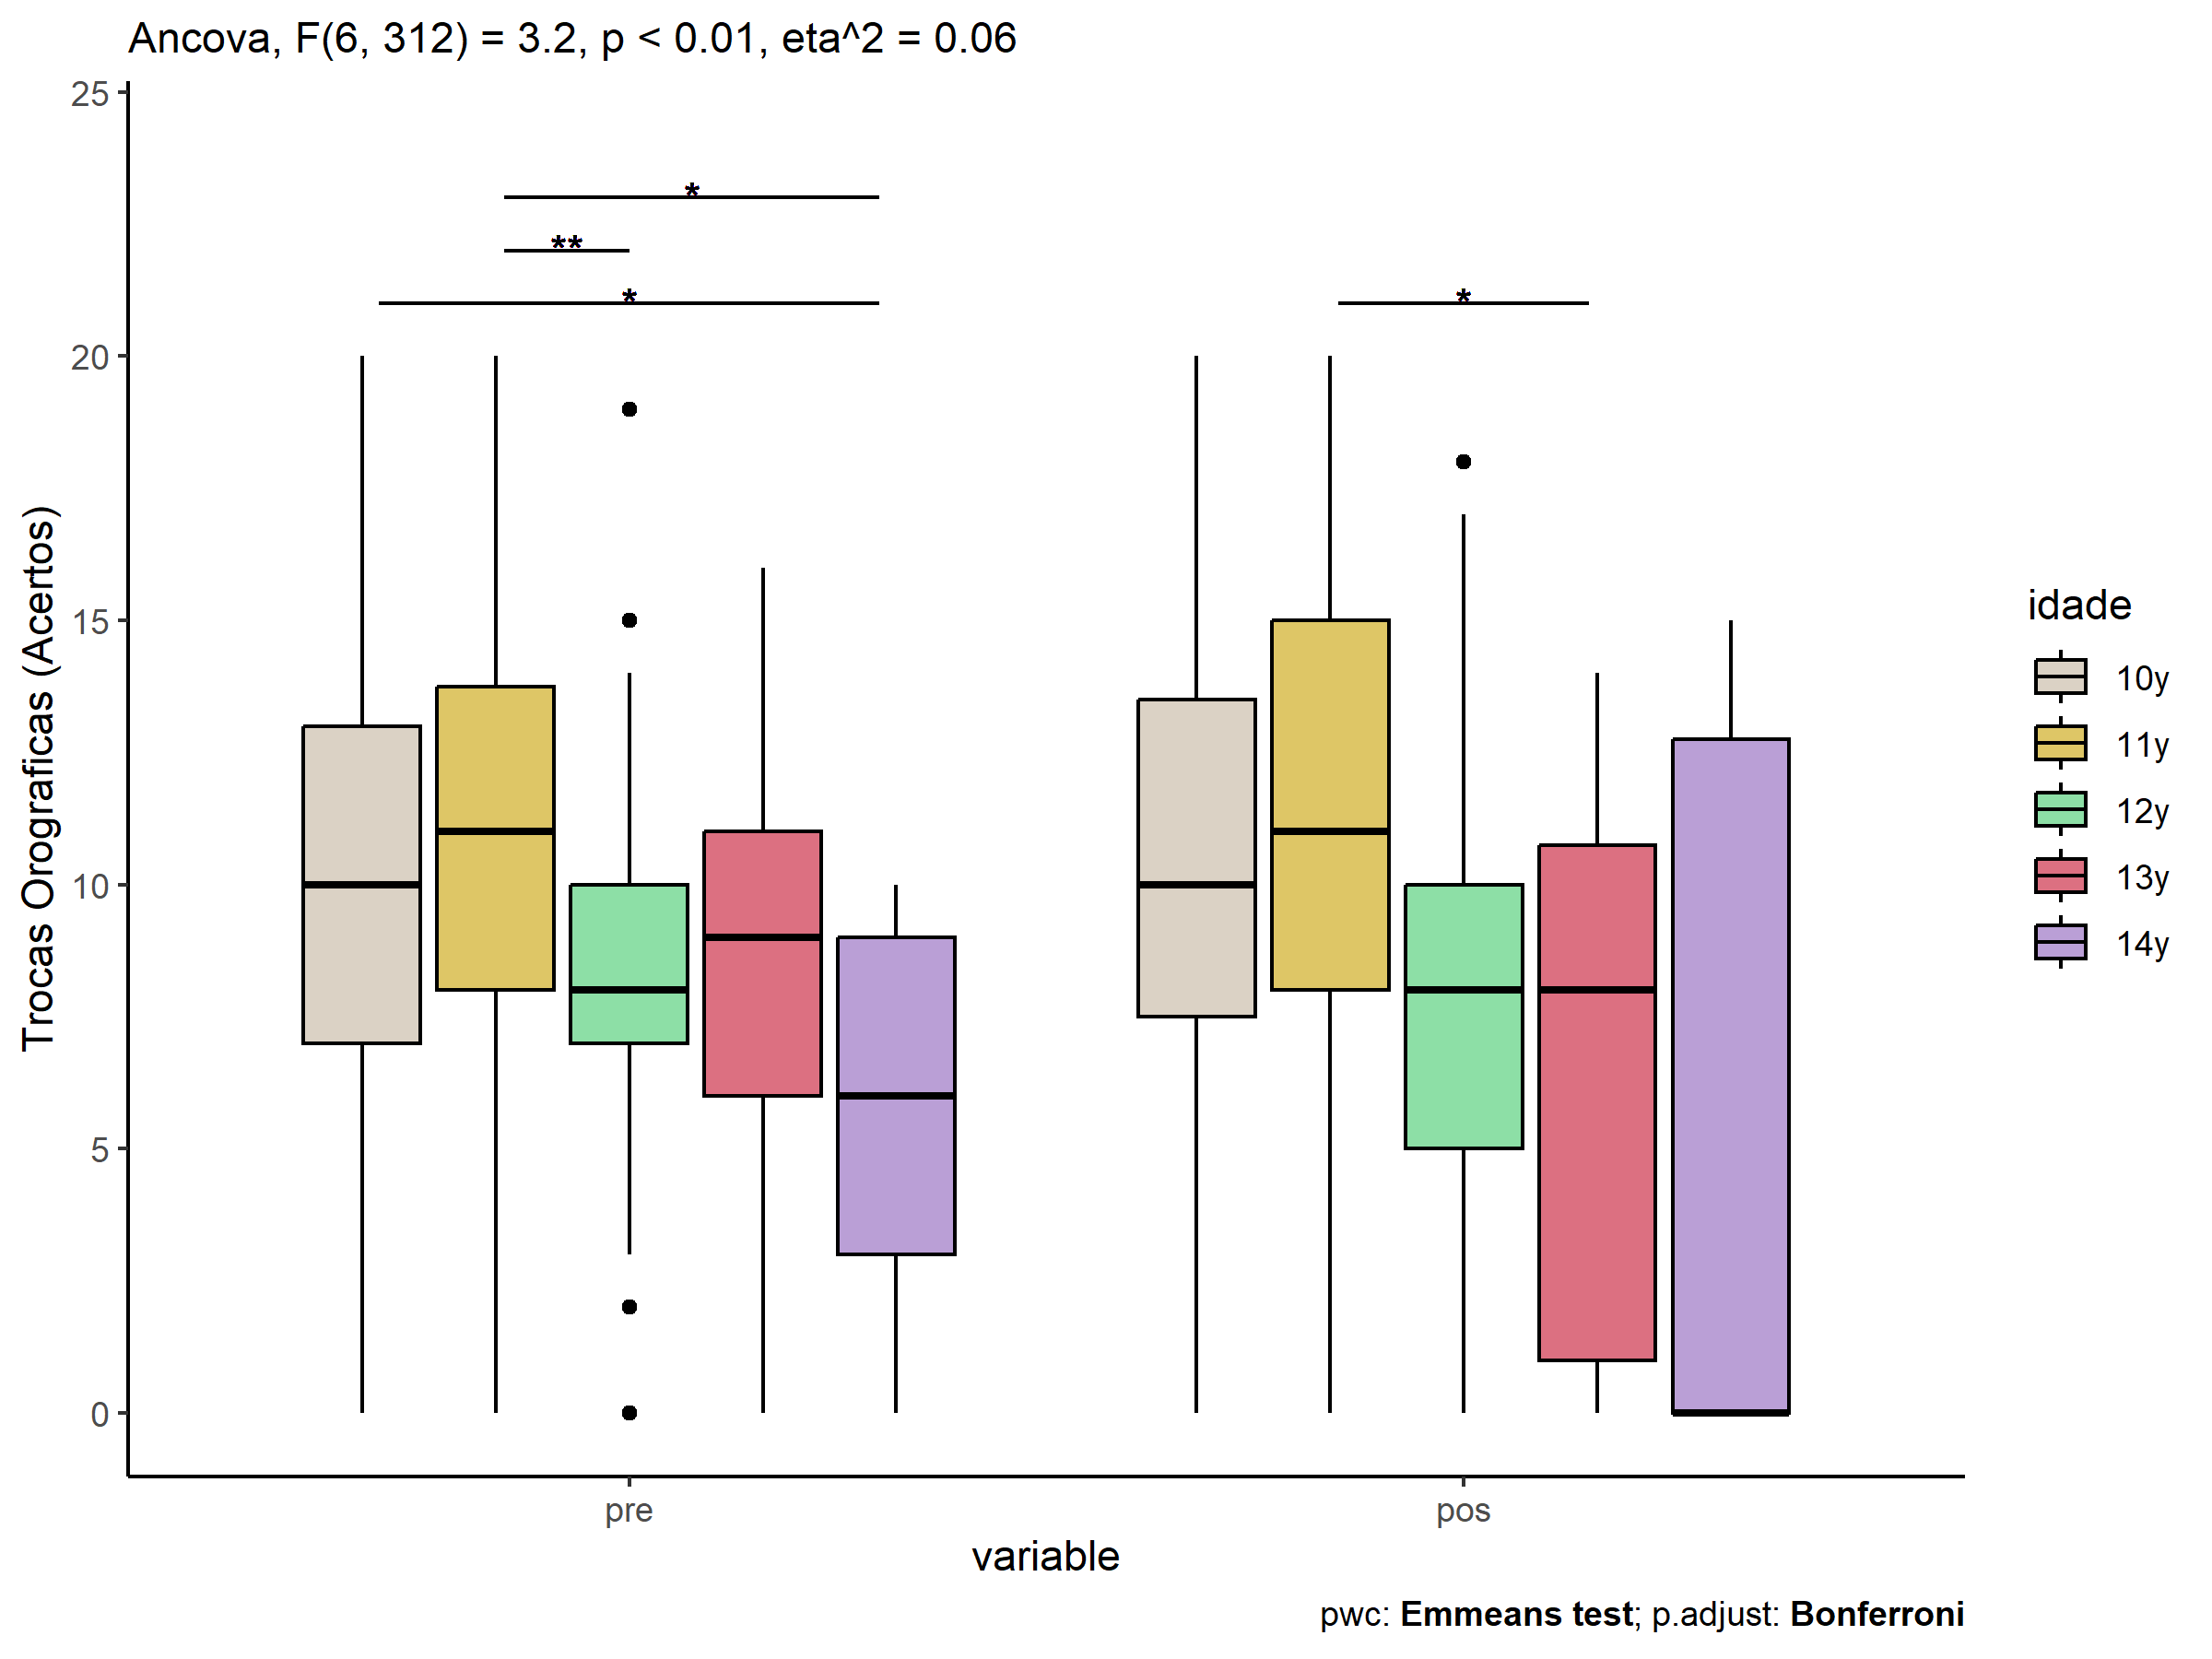 Ancova, F(6, 312) = 3.2, p < 0.01, eta^2 = 0.06
Trocas Orograficas (Acertos)
25
20
15
10
5
0
*
**
*
*
pre
pos
variable
idade
10y
11y
12y
13y
14y
pwc: Emmeans test; p.adjust: Bonferroni